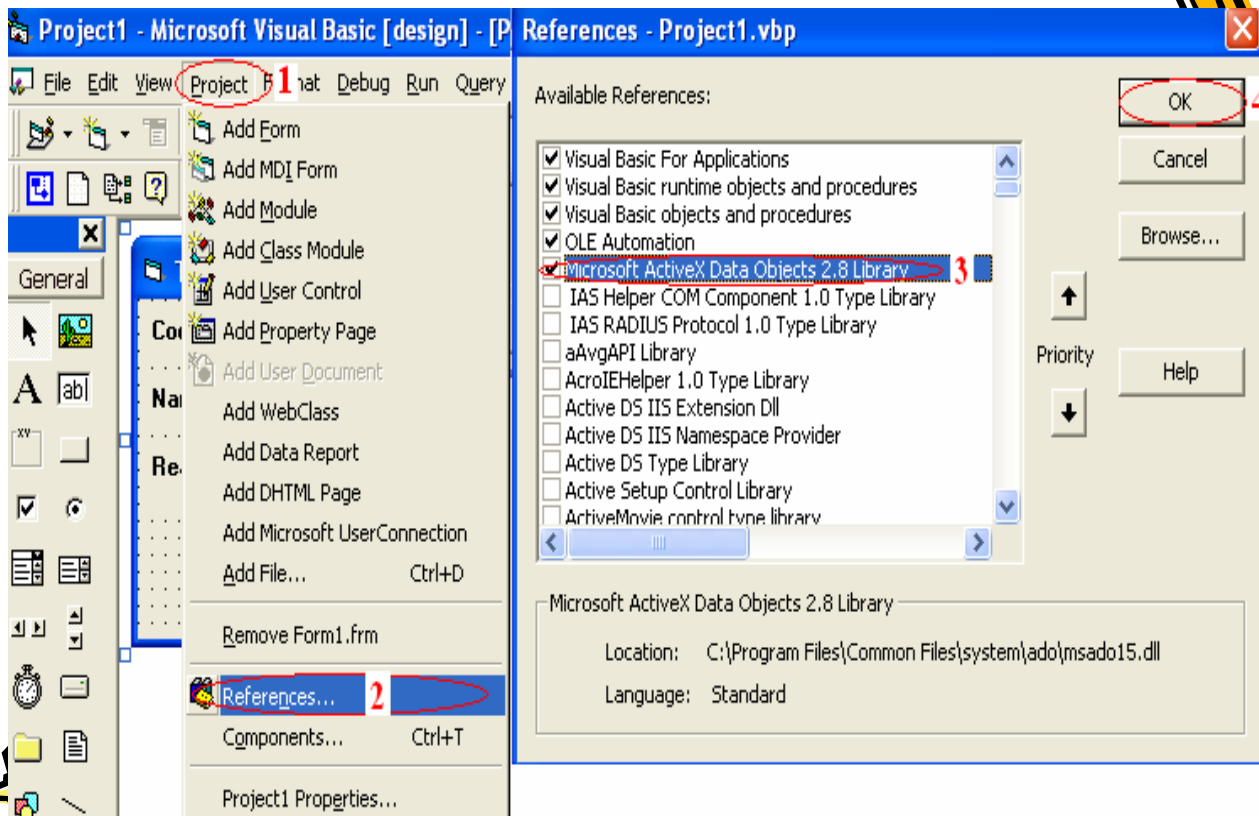 Project1 - Microsoft Visual Basic [design] - [P
File Edit View Project Debug Run Query
1
Add Form
Add MDI Form
Add Module
Add Class Module
Add User Control
Add Property Page
Add User Document
Add WebClass
Add Data Report
Add DHTML Page
Add Microsoft UserConnection
Add File... Ctrl+D
Remove Form1.frm
References... 2
Components... Ctrl+T
Project1 Properties...
General
A abl
XY
References - Project1.vbp
Available References:
Visual Basic For Applications
Visual Basic runtime objects and procedures
Visual Basic objects and procedures
OLE Automation
Microsoft ActiveX Data Objects 2.8 Library 3
IAS Helper COM Component 1.0 Type Library
IAS RADIUS Protocol 1.0 Type Library
aAvgAPI Library
AcroIEHelper 1.0 Type Library
Active DS IIS Extension Dll
Active DS IIS Namespace Provider
Active DS Type Library
Active Setup Control Library
ActiveMovie control type library
OK 4
Cancel
Browse...
Priority
Help
Microsoft ActiveX Data Objects 2.8 Library
Location: C:\Program Files\Common Files\system\ado\msado15.dll
Language: Standard